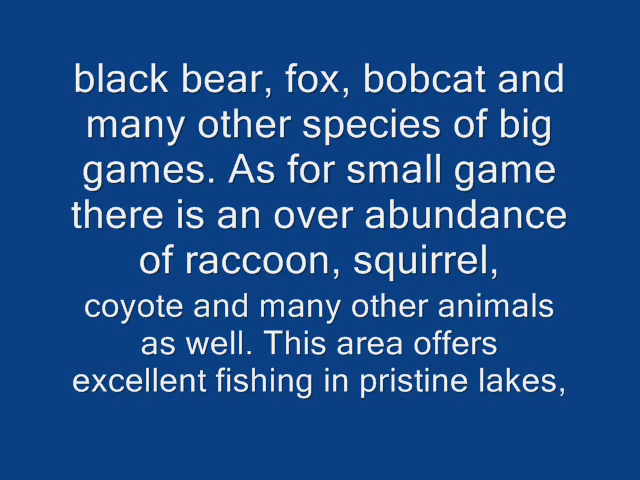 black bear, fox, bobcat and
many other species of big
games. As for small game
there is an over abundance
of raccoon, squirrel,
coyote and many other animals
as well. This area offers
excellent fishing in pristine lakes,